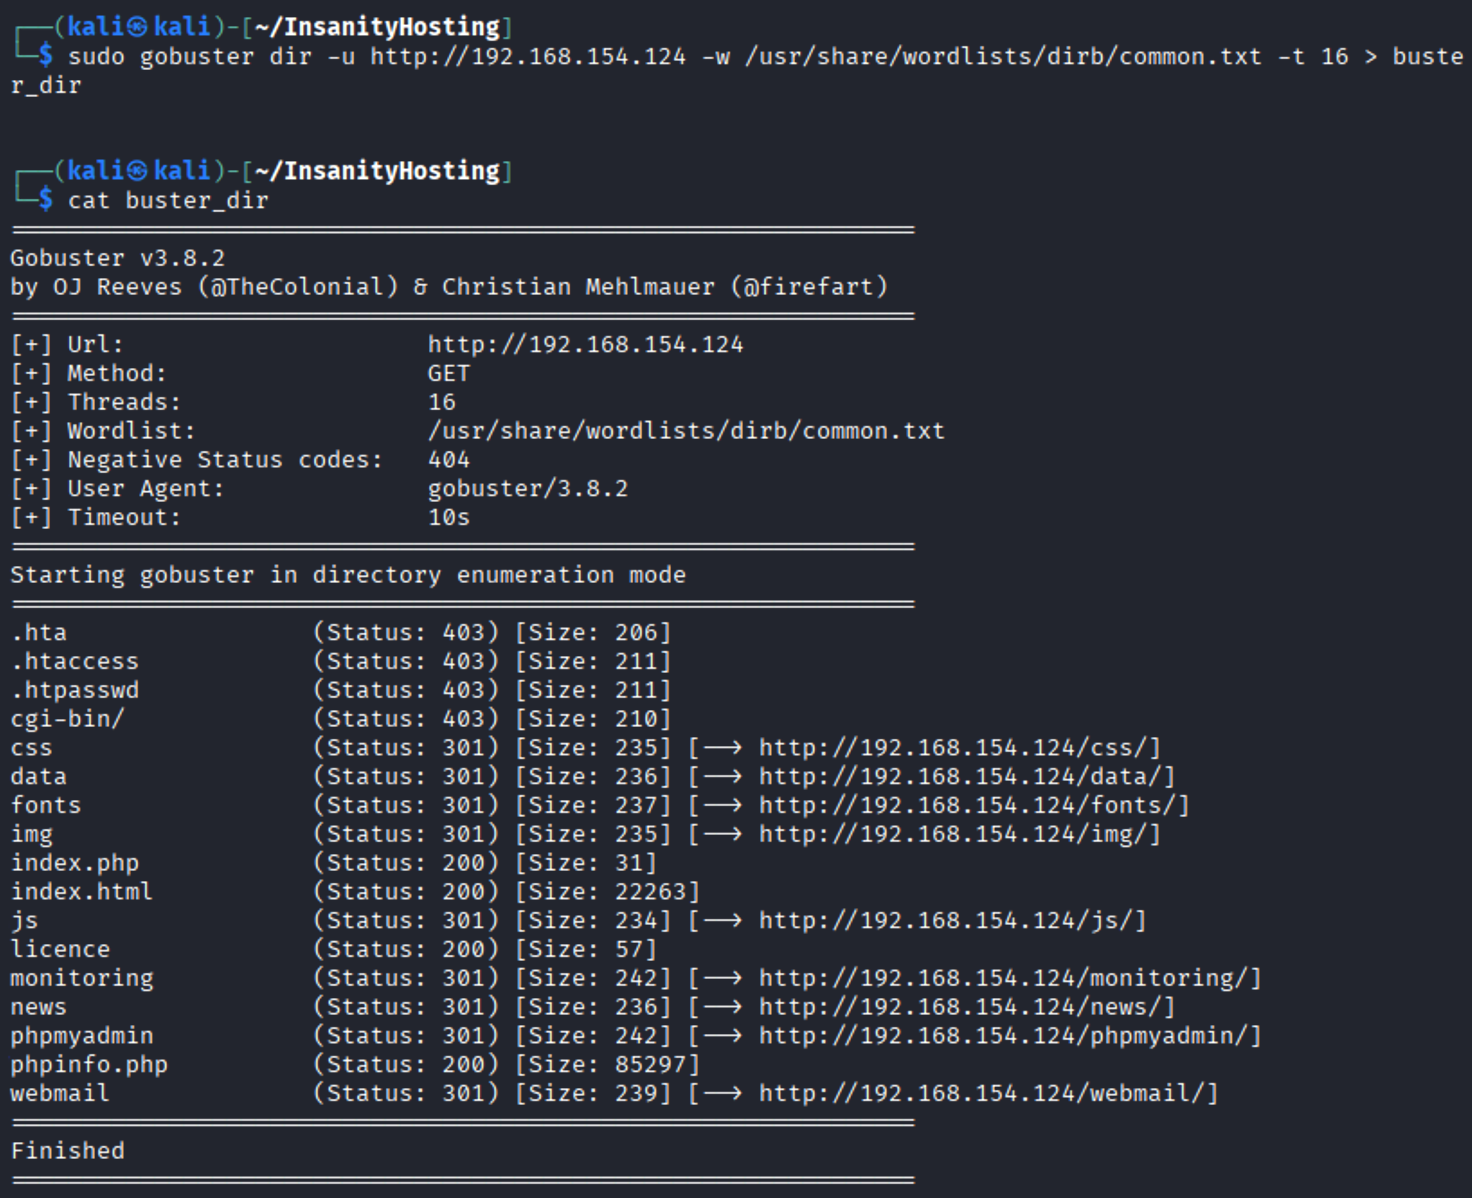 ┌──(kali㉿kali)-[~/InsanityHosting]
└─$ sudo gobuster dir -u http://192.168.154.124 -w /usr/share/wordlists/dirb/common.txt -t 16 > buste
r_dir
┌──(kali㉿kali)-[~/InsanityHosting]
└─$ cat buster_dir
===============================================================
Gobuster v3.8.2
by OJ Reeves (@TheColonial) & Christian Mehlmauer (@firefart)
===============================================================
[+] Url:                     http://192.168.154.124
[+] Method:                  GET
[+] Threads:                 16
[+] Wordlist:                /usr/share/wordlists/dirb/common.txt
[+] Negative Status codes:   404
[+] User Agent:              gobuster/3.8.2
[+] Timeout:                 10s
===============================================================
Starting gobuster in directory enumeration mode
===============================================================
.hta                 (Status: 403) [Size: 206]
.htaccess            (Status: 403) [Size: 211]
.htpasswd            (Status: 403) [Size: 211]
cgi-bin/             (Status: 403) [Size: 210]
css                  (Status: 301) [Size: 235] [--> http://192.168.154.124/css/]
data                 (Status: 301) [Size: 236] [--> http://192.168.154.124/data/]
fonts                (Status: 301) [Size: 237] [--> http://192.168.154.124/fonts/]
img                  (Status: 301) [Size: 235] [--> http://192.168.154.124/img/]
index.php            (Status: 200) [Size: 31]
index.html           (Status: 200) [Size: 22263]
js                   (Status: 301) [Size: 234] [--> http://192.168.154.124/js/]
licence              (Status: 200) [Size: 57]
monitoring           (Status: 301) [Size: 242] [--> http://192.168.154.124/monitoring/]
news                 (Status: 301) [Size: 236] [--> http://192.168.154.124/news/]
phpmyadmin           (Status: 301) [Size: 242] [--> http://192.168.154.124/phpmyadmin/]
phpinfo.php          (Status: 200) [Size: 85297]
webmail              (Status: 301) [Size: 239] [--> http://192.168.154.124/webmail/]
===============================================================
Finished
===============================================================